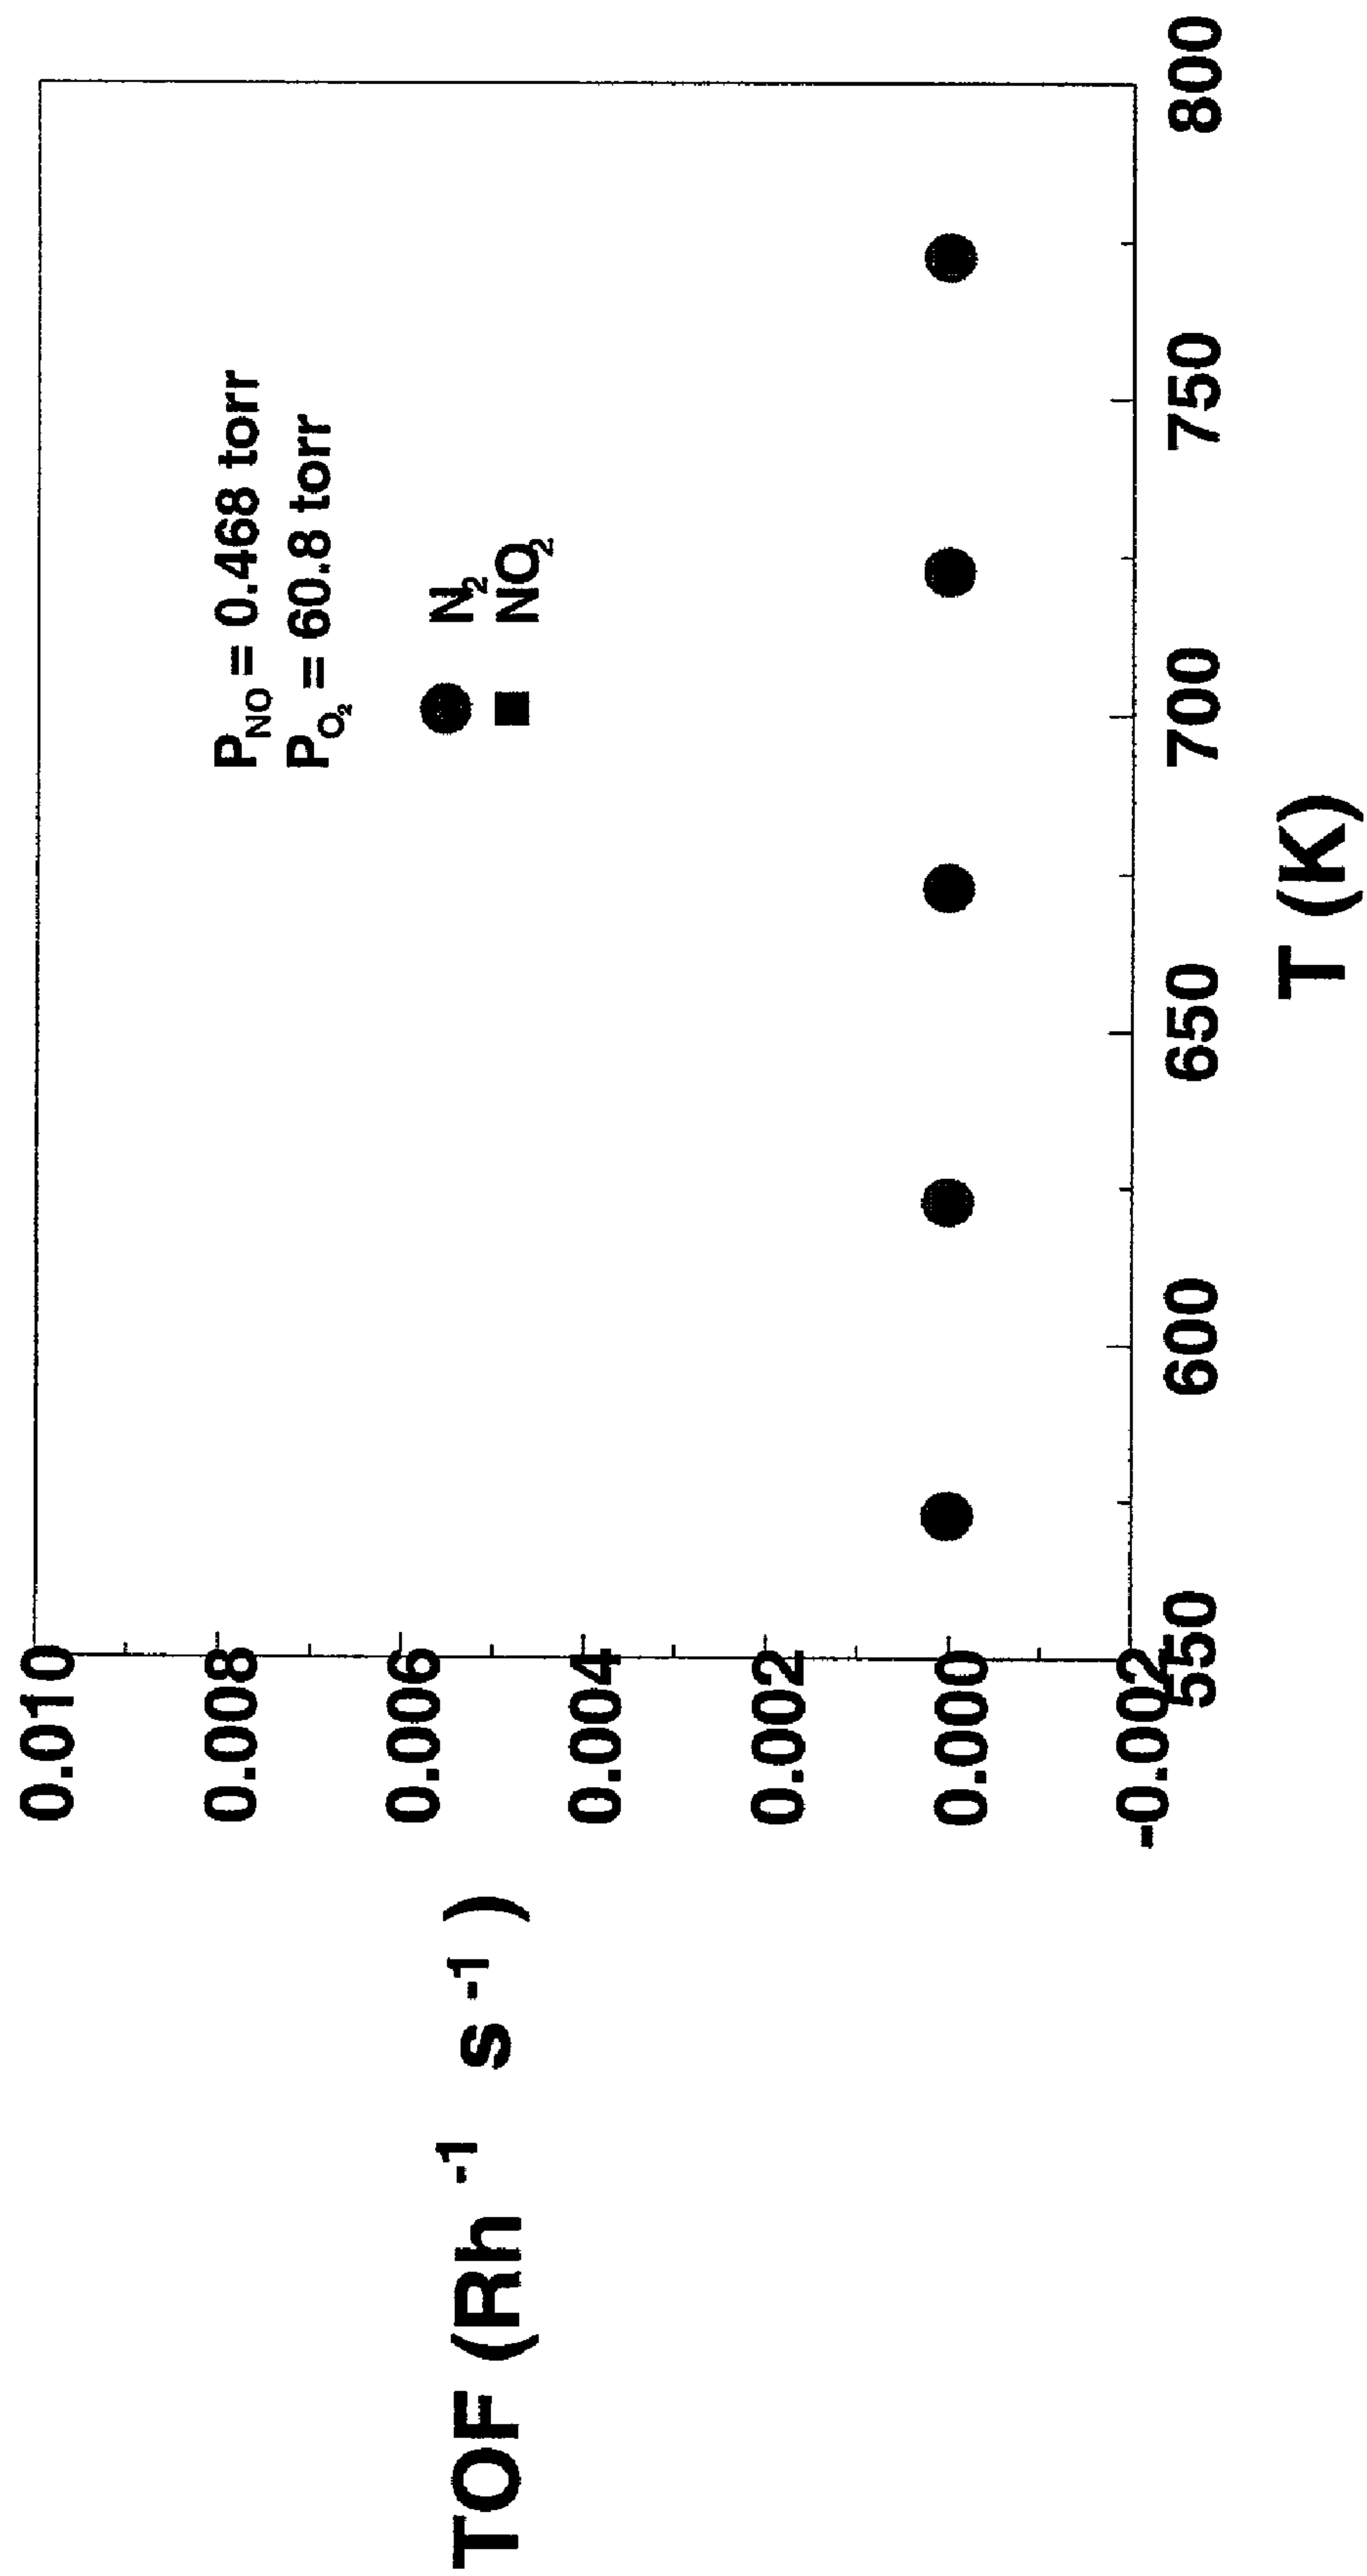 TOF (Rh⁻¹ s⁻¹)
0.010
0.008
0.006
0.004
0.002
0.000
-0.002
P_NO = 0.468 torr
P_O₂ = 60.8 torr
N₂
NO₂
550 600 650 700 750 800
T (K)